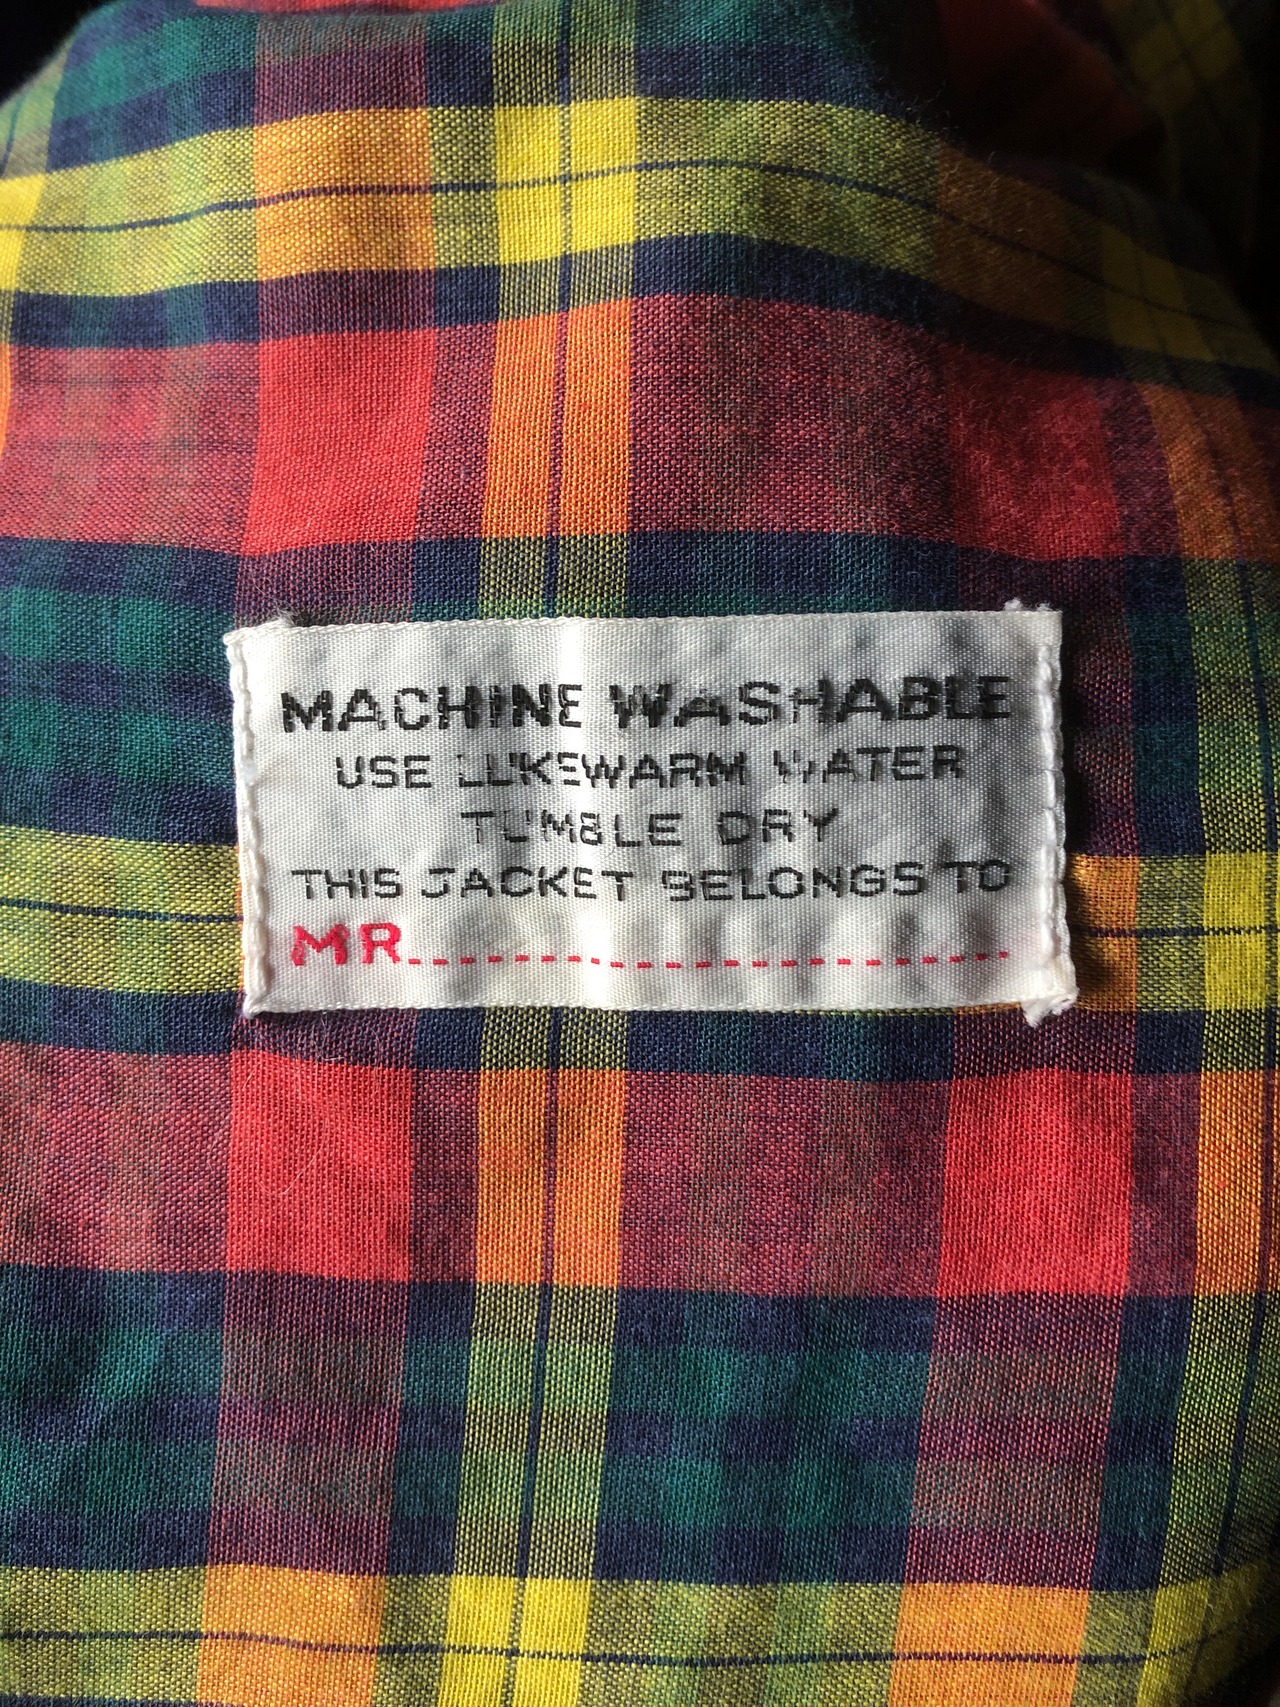 MACHINE WASHABLE
USE LUKEWARM WATER
TUMBLE DRY
THIS JACKET BELONGS TO
MR.............................